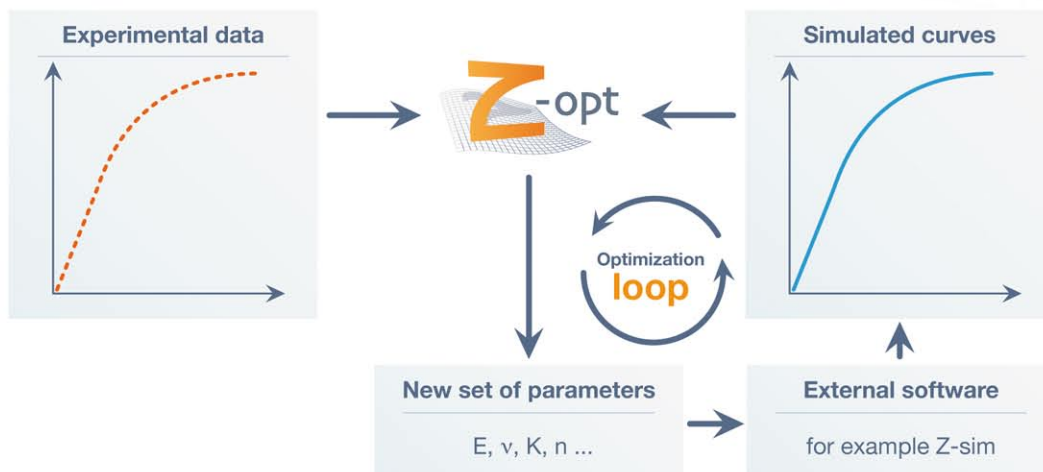 Experimental data
Z-opt
Simulated curves
Optimization
loop
New set of parameters
E, ν, K, n ...
External software
for example Z-sim